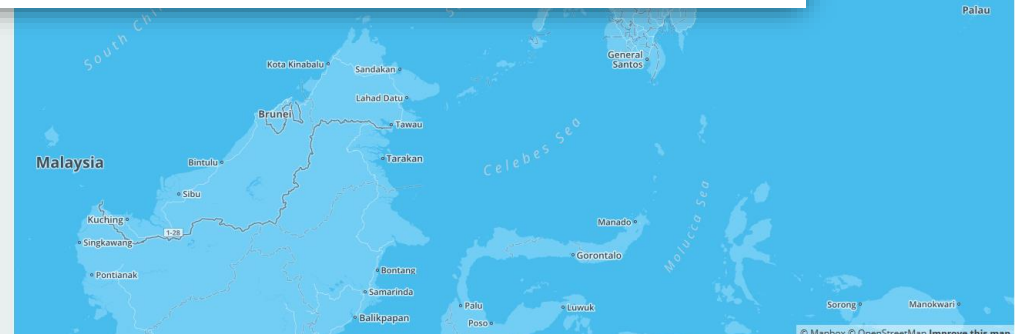 Palau
South Chi
General
Santos
Kota Kinabalu
Sandakan
Lahad Datu
Brunei
Tawau
Celebes Sea
Malaysia
Bintulu
Tarakan
Sibu
Molucca Sea
Kuching
Manado
1-28
Singkawang
Gorontalo
Pontianak
Bontang
Samarinda
Palu
Luwuk
Sorong
Manokwari
Balikpapan
Poso
© Mapbox © OpenStreetMap Improve this map